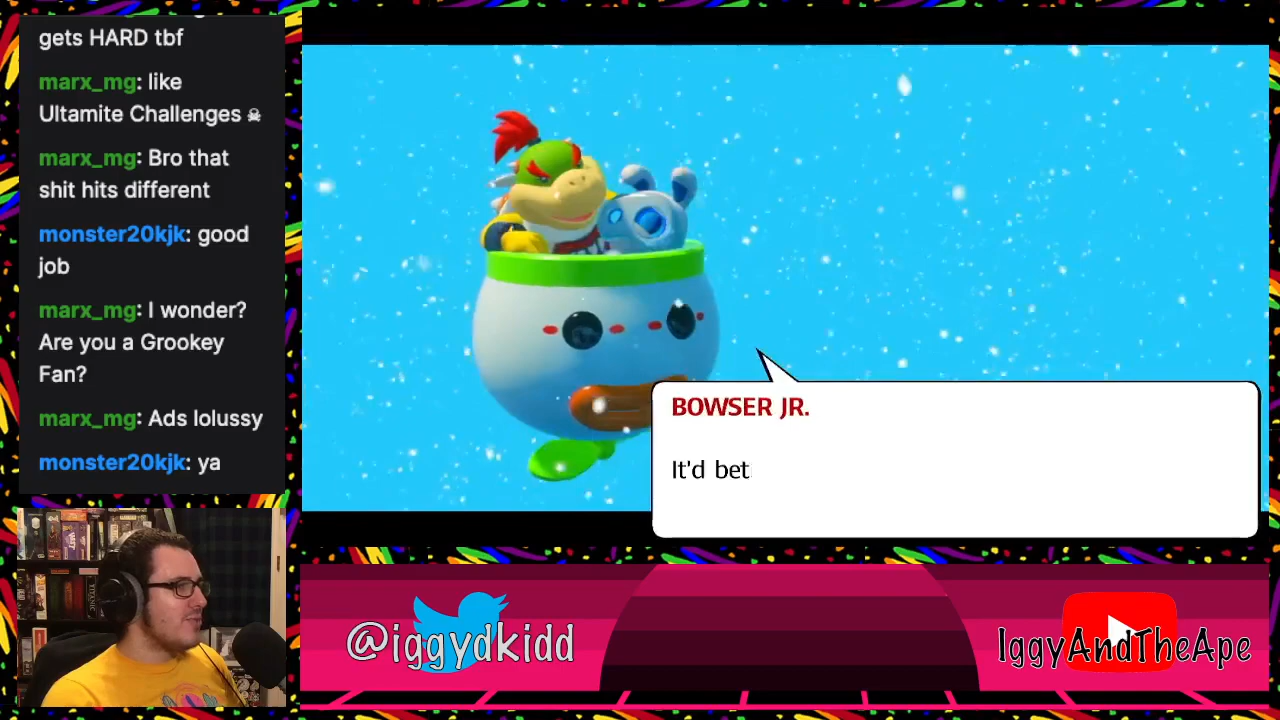 gets HARD tbf
marx_mg: like
Ultamite Challenges ☠
marx_mg: Bro that
shit hits different
monster20kjk: good
job
marx_mg: I wonder?
Are you a Grookey
Fan?
marx_mg: Ads lolussy
monster20kjk: ya
BOWSER JR.
It'd bet
@iggydkidd
IggyAndTheApe